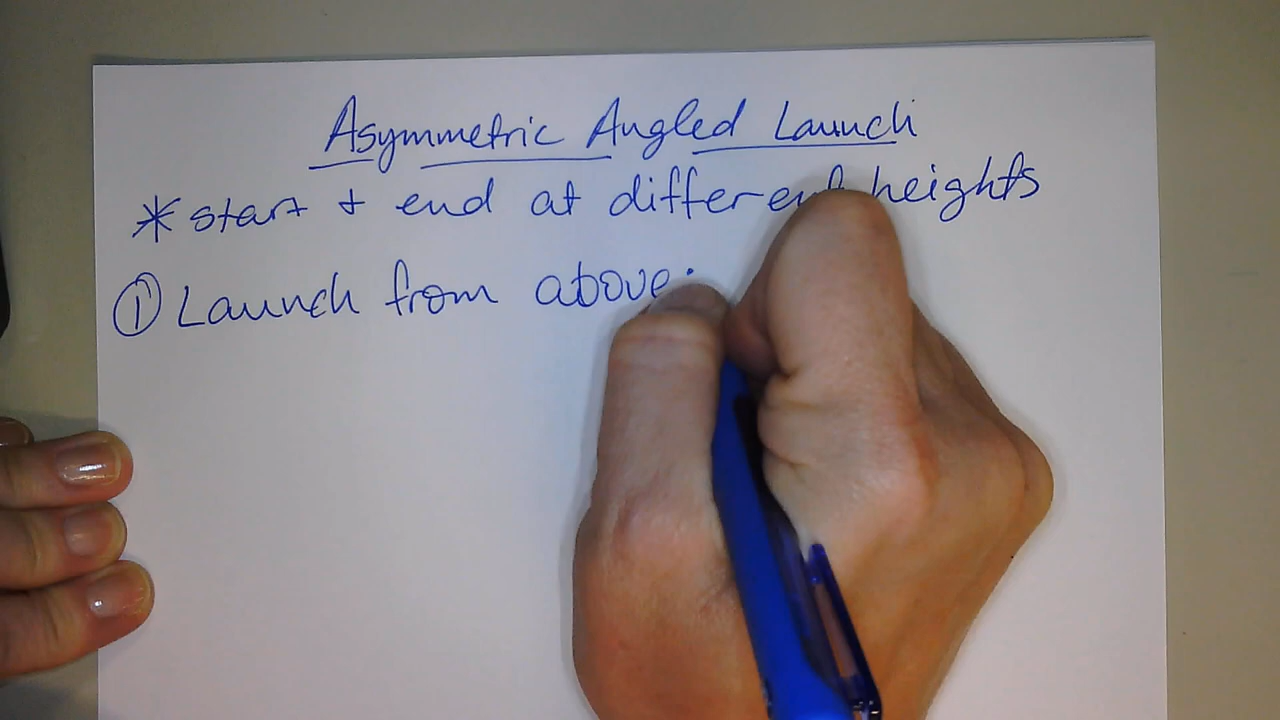 Asymmetric Angled Launch
* start + end at different heights
① Launch from above: